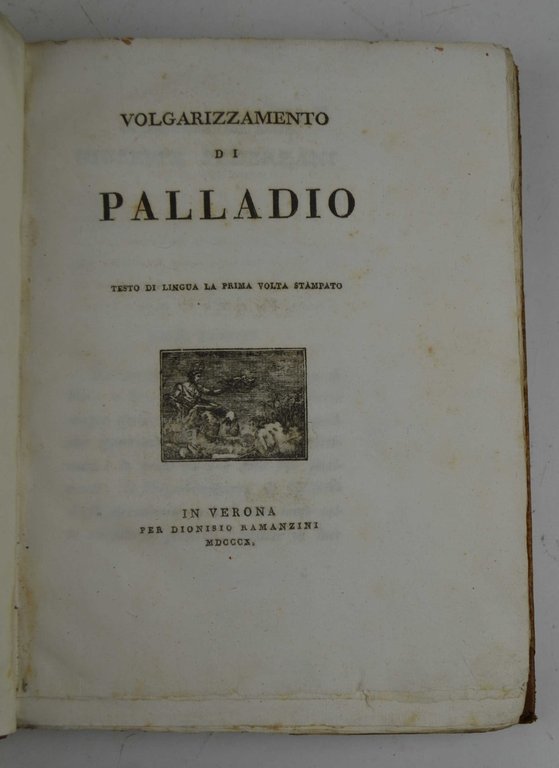 VOLGARIZZAMENTO
DI
PALLADIO
TESTO DI LINGUA LA PRIMA VOLTA STAMPATO
IN VERONA
PER DIONISIO RAMANZINI
MDCCCX.